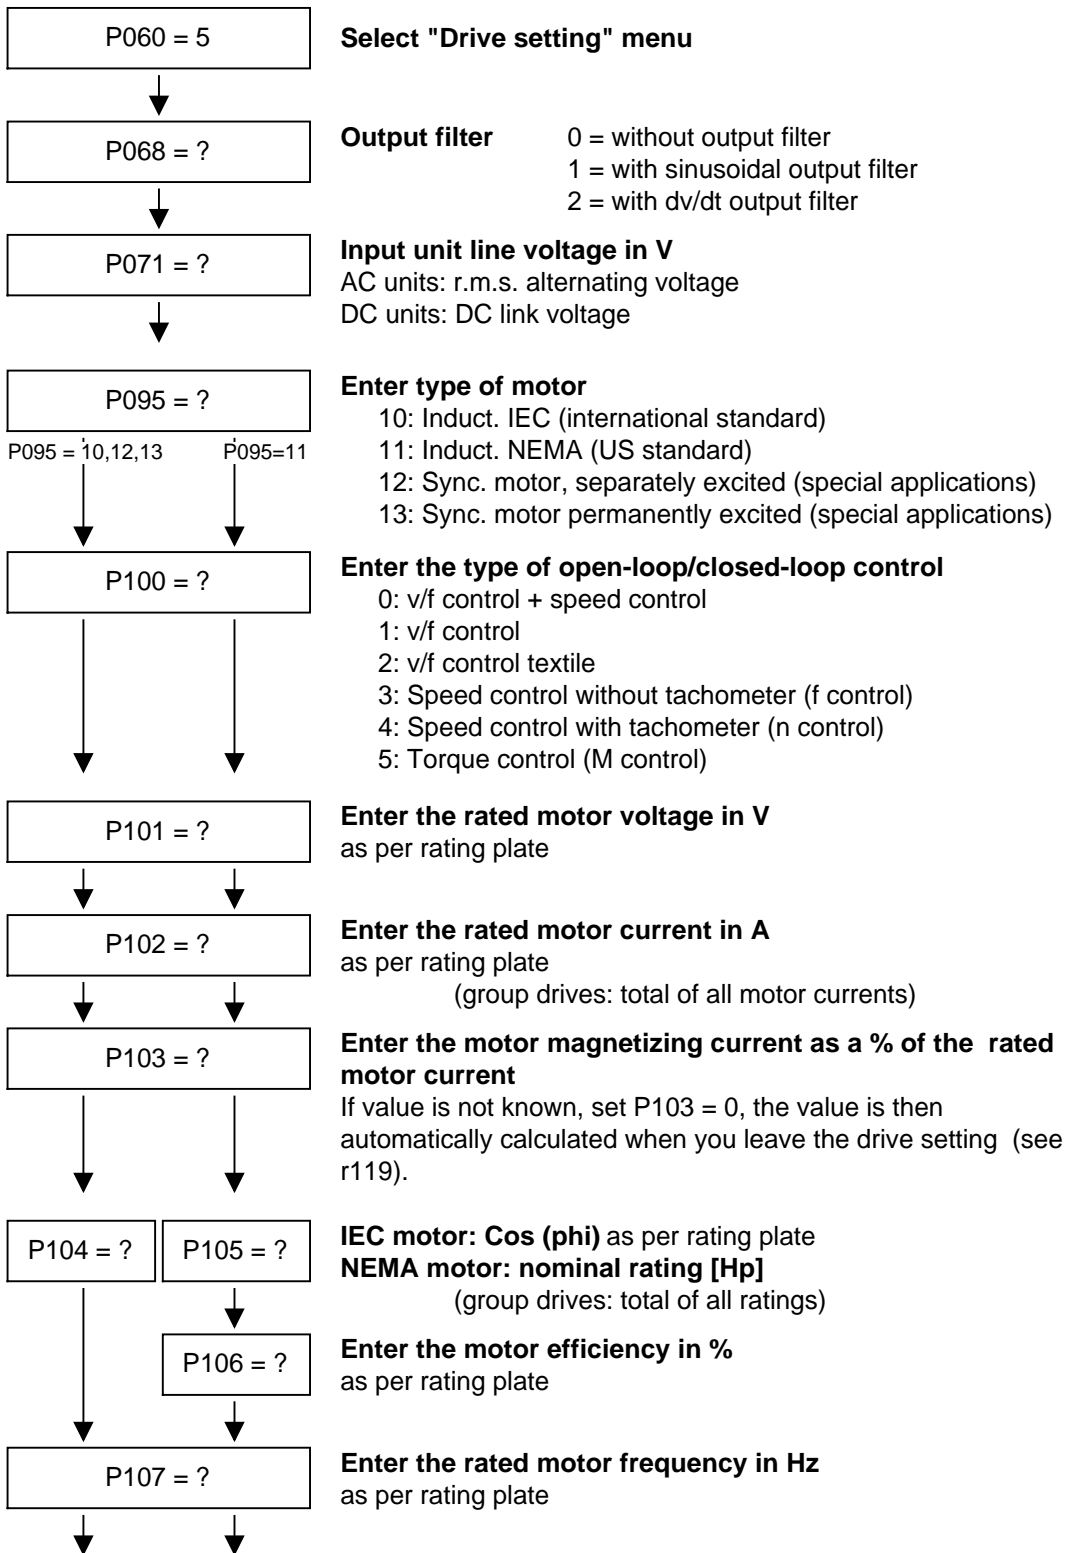 P060 = 5
Select "Drive setting" menu
P068 = ?
Output filter 0 = without output filter
1 = with sinusoidal output filter
2 = with dv/dt output filter
P071 = ?
Input unit line voltage in V
AC units: r.m.s. alternating voltage
DC units: DC link voltage
P095 = ?
Enter type of motor
10: Induct. IEC (international standard)
11: Induct. NEMA (US standard)
12: Sync. motor, separately excited (special applications)
13: Sync. motor permanently excited (special applications)
P095 = 10,12,13 P095=11
P100 = ?
Enter the type of open-loop/closed-loop control
0: v/f control + speed control
1: v/f control
2: v/f control textile
3: Speed control without tachometer (f control)
4: Speed control with tachometer (n control)
5: Torque control (M control)
P101 = ?
Enter the rated motor voltage in V
as per rating plate
P102 = ?
Enter the rated motor current in A
as per rating plate
(group drives: total of all motor currents)
P103 = ?
Enter the motor magnetizing current as a % of the rated
motor current
If value is not known, set P103 = 0, the value is then
automatically calculated when you leave the drive setting (see
r119).
P104 = ? P105 = ?
IEC motor: Cos (phi) as per rating plate
NEMA motor: nominal rating [Hp]
(group drives: total of all ratings)
P106 = ?
Enter the motor efficiency in %
as per rating plate
P107 = ?
Enter the rated motor frequency in Hz
as per rating plate